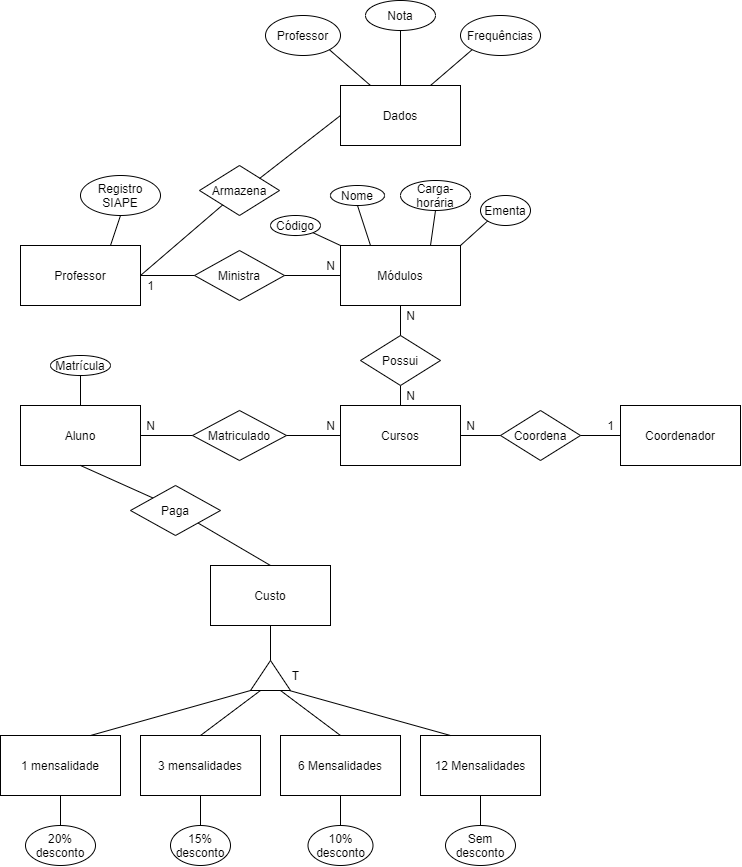 Nota
Professor
Frequências
Dados
Registro
SIAPE
Armazena
Nome
Carga-
horária
Ementa
Código
Professor
1
Ministra
N
Módulos
N
Possui
N
Matrícula
Aluno
N
Matriculado
N
Cursos
N
Coordena
1
Coordenador
Paga
Custo
T
1 mensalidade
3 mensalidades
6 Mensalidades
12 Mensalidades
20%
desconto
15%
desconto
10%
desconto
Sem
desconto